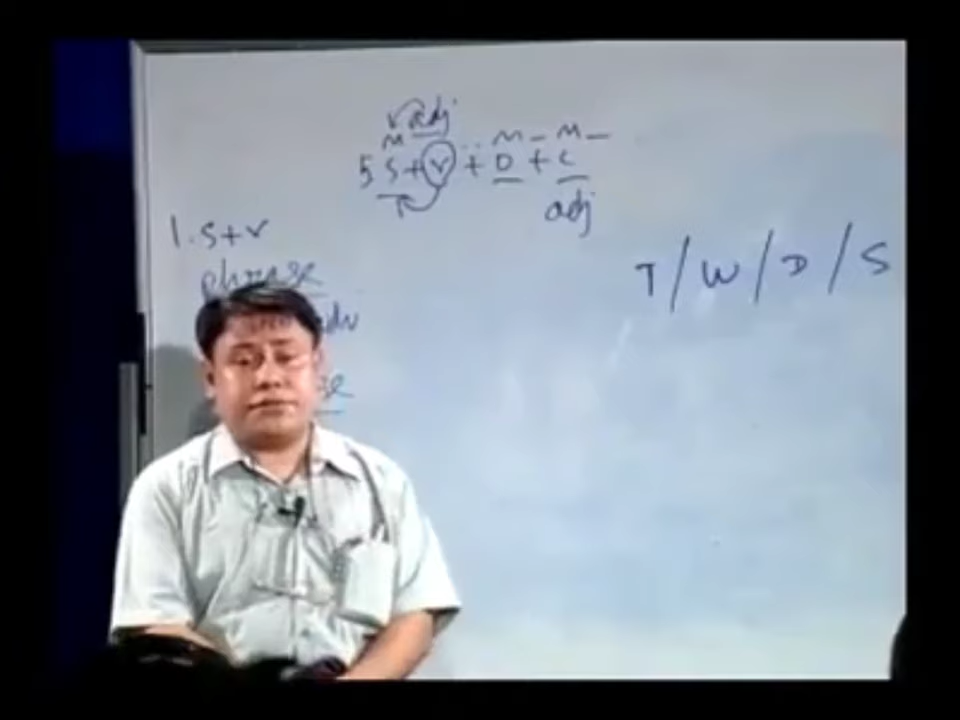 adj
M M M
5 S+V+O+C
adj
1. S+V
phrase
T/W/D/S